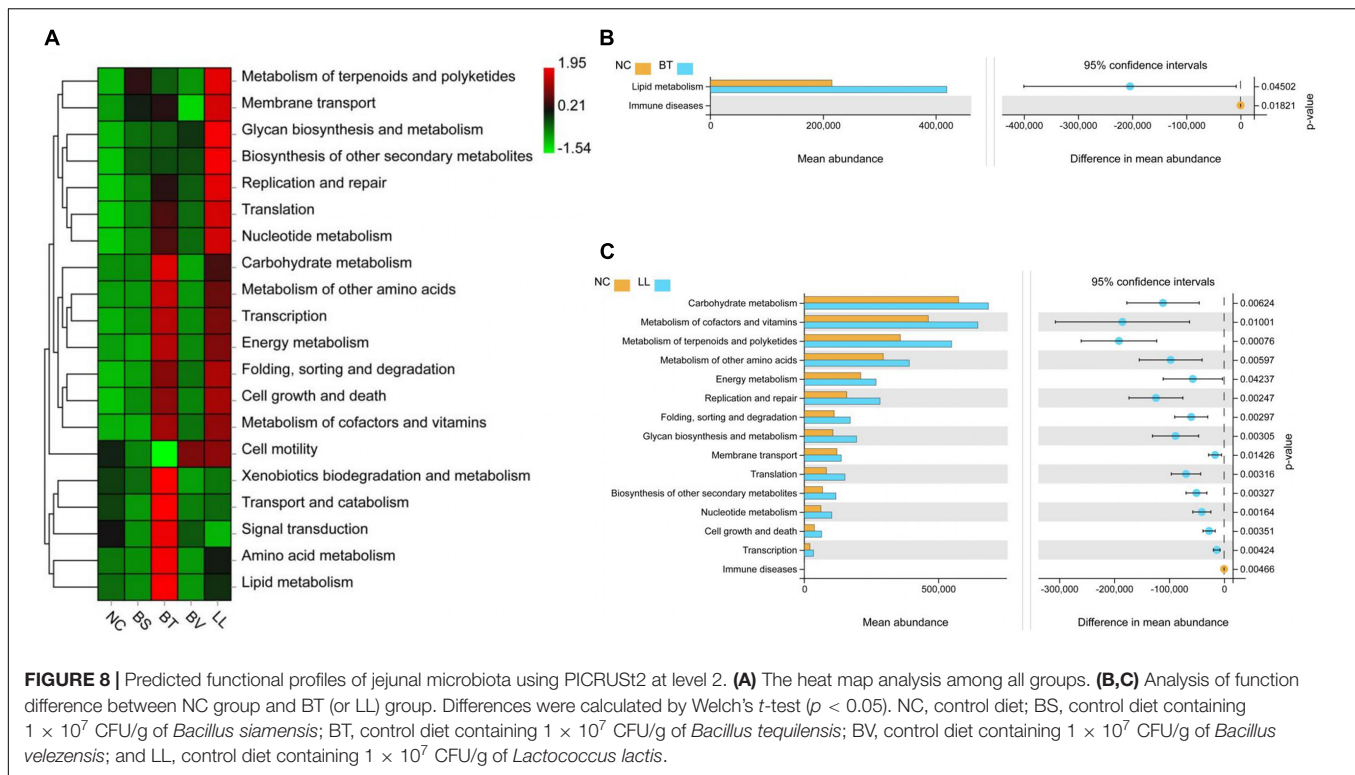 A
Metabolism of terpenoids and polyketides
Membrane transport
Glycan biosynthesis and metabolism
Biosynthesis of other secondary metabolites
Replication and repair
Translation
Nucleotide metabolism
Carbohydrate metabolism
Metabolism of other amino acids
Transcription
Energy metabolism
Folding, sorting and degradation
Cell growth and death
Metabolism of cofactors and vitamins
Cell motility
Xenobiotics biodegradation and metabolism
Transport and catabolism
Signal transduction
Amino acid metabolism
Lipid metabolism
NC BS BT BV LL
1.95
0.21
-1.54
B
NC BT
95% confidence intervals
Lipid metabolism 0.04502
Immune diseases 0.01821
0 200,000 400,000
-400,000 -300,000 -200,000 -100,000 0
Mean abundance
Difference in mean abundance
p-value
C
NC LL
95% confidence intervals
Carbohydrate metabolism 0.00624
Metabolism of cofactors and vitamins 0.01001
Metabolism of terpenoids and polyketides 0.00076
Metabolism of other amino acids 0.00597
Energy metabolism 0.04237
Replication and repair 0.00247
Folding, sorting and degradation 0.00297
Glycan biosynthesis and metabolism 0.00305
Membrane transport 0.01426
Translation 0.00316
Biosynthesis of other secondary metabolites 0.00327
Nucleotide metabolism 0.00164
Cell growth and death 0.00351
Transcription 0.00424
Immune diseases 0.00466
0 500,000
-300,000 -200,000 -100,000 0
Mean abundance
Difference in mean abundance
p-value
FIGURE 8 | Predicted functional profiles of jejunal microbiota using PICRUSt2 at level 2. (A) The heat map analysis among all groups. (B,C) Analysis of function
difference between NC group and BT (or LL) group. Differences were calculated by Welch's t-test (p < 0.05). NC, control diet; BS, control diet containing
1 × 10⁷ CFU/g of Bacillus siamensis; BT, control diet containing 1 × 10⁷ CFU/g of Bacillus tequilensis; BV, control diet containing 1 × 10⁷ CFU/g of Bacillus
velezensis; and LL, control diet containing 1 × 10⁷ CFU/g of Lactococcus lactis.